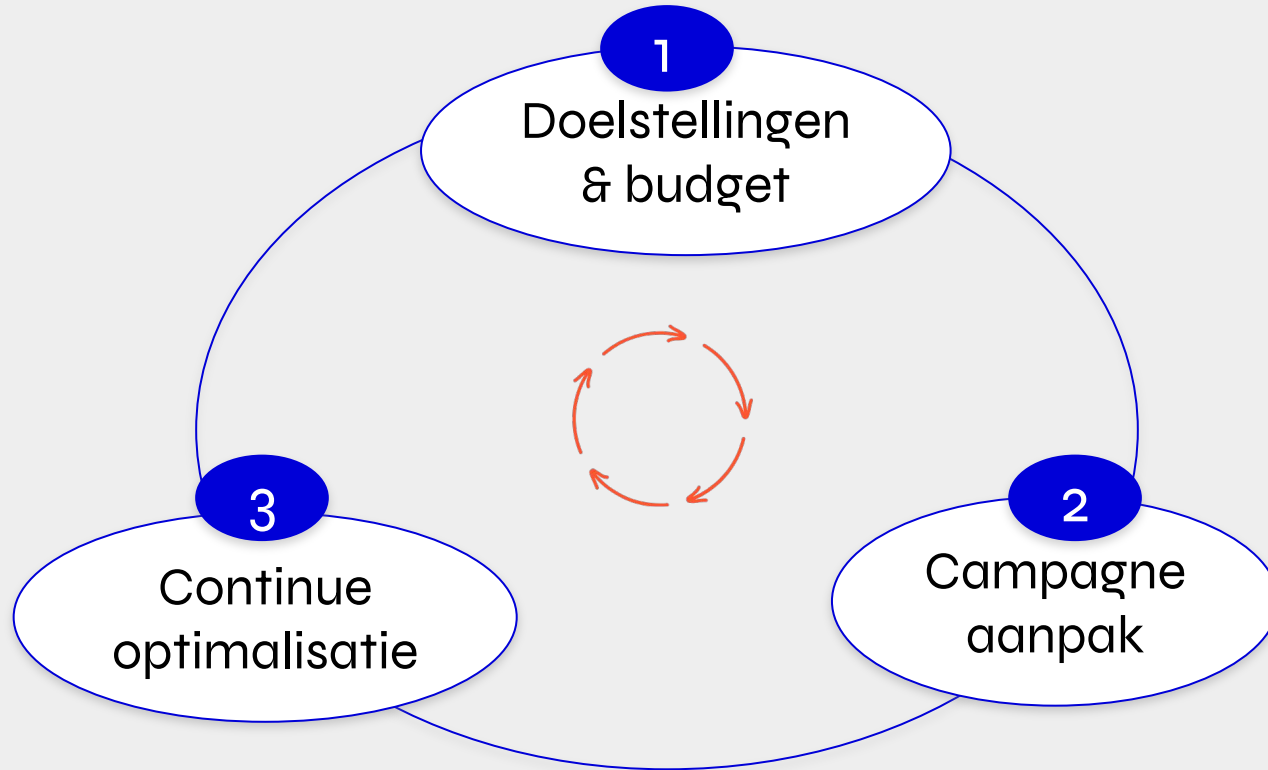 1
Doelstellingen
& budget
2
Campagne
aanpak
3
Continue
optimalisatie